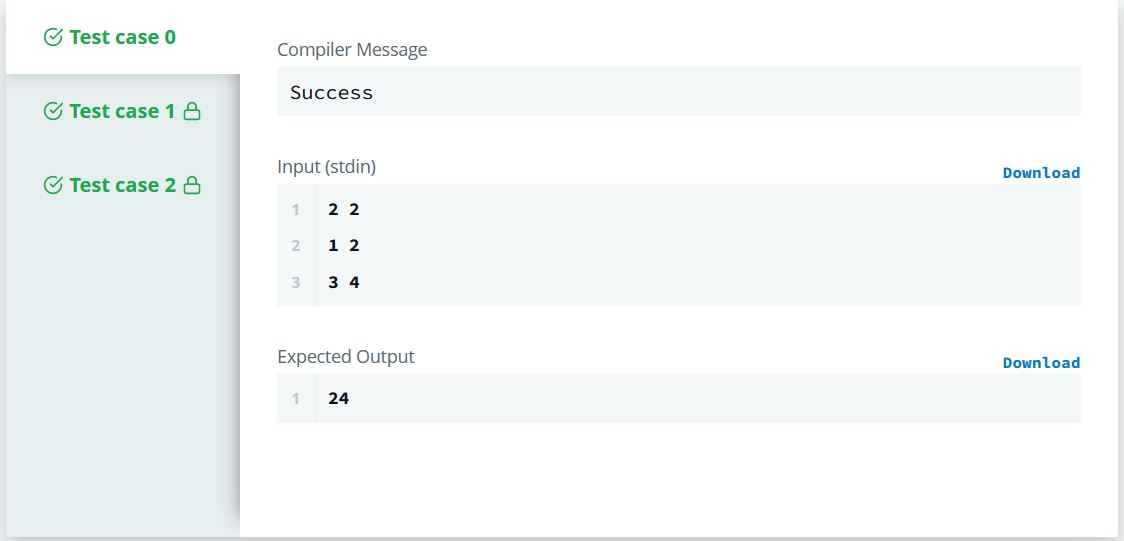 Test case 0
Test case 1
Test case 2
Compiler Message
Success
Input (stdin)
Download
1 2 2
2 1 2
3 3 4
Expected Output
Download
1 24